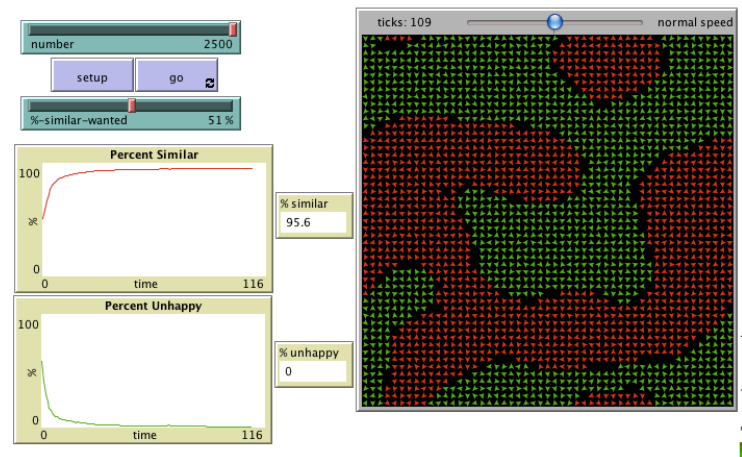 number 2500
setup
go
%-similar-wanted 51 %
Percent Similar
100
%
0
0 time 116
% similar
95.6
Percent Unhappy
100
%
0
0 time 116
% unhappy
0
ticks: 109 normal speed